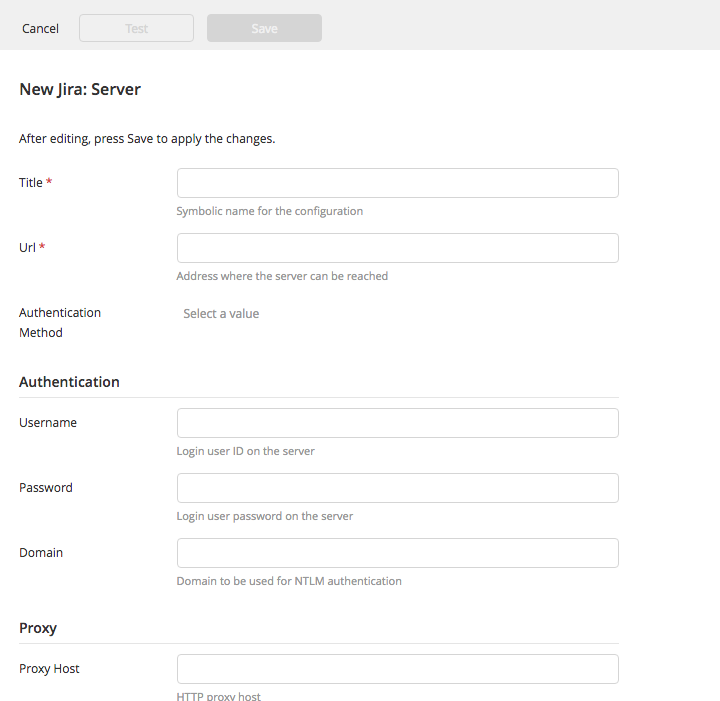 Cancel Test Save
New Jira: Server
After editing, press Save to apply the changes.
Title *
Symbolic name for the configuration
Url *
Address where the server can be reached
Authentication Method Select a value
Authentication
Username
Login user ID on the server
Password
Login user password on the server
Domain
Domain to be used for NTLM authentication
Proxy
Proxy Host
HTTP proxy host